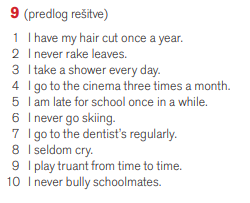 9 (predlog rešitve)
1 I have my hair cut once a year.
2 I never rake leaves.
3 I take a shower every day.
4 I go to the cinema three times a month.
5 I am late for school once in a while.
6 I never go skiing.
7 I go to the dentist's regularly.
8 I seldom cry.
9 I play truant from time to time.
10 I never bully schoolmates.